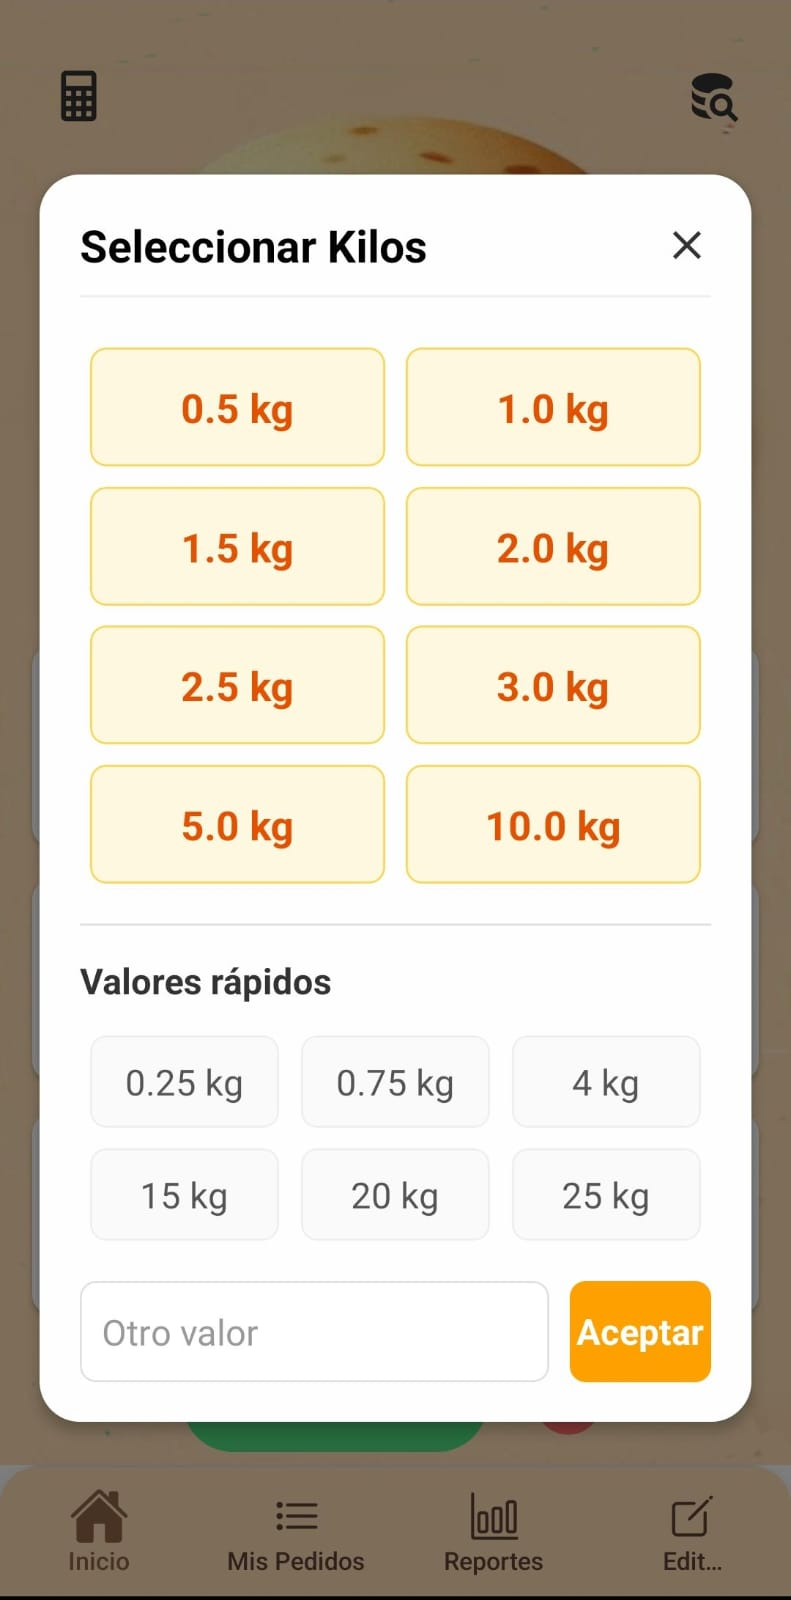 Seleccionar Kilos
0.5 kg
1.0 kg
1.5 kg
2.0 kg
2.5 kg
3.0 kg
5.0 kg
10.0 kg
Valores rápidos
0.25 kg
0.75 kg
4 kg
15 kg
20 kg
25 kg
Otro valor
Aceptar
Inicio
Mis Pedidos
Reportes
Edit...